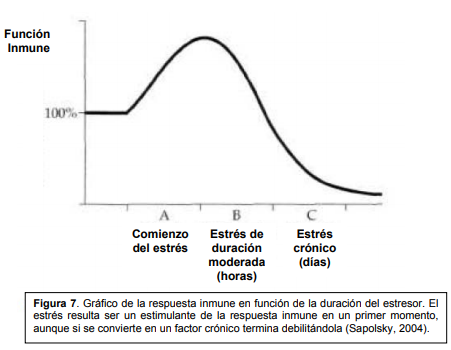 Función
Inmune
100%
A B C
Comienzo
del estrés
Estrés de
duración
moderada
(horas)
Estrés
crónico
(días)
Figura 7. Gráfico de la respuesta inmune en función de la duración del estresor. El
estrés resulta ser un estimulante de la respuesta inmune en un primer momento,
aunque si se convierte en un factor crónico termina debilitándola (Sapolsky, 2004).